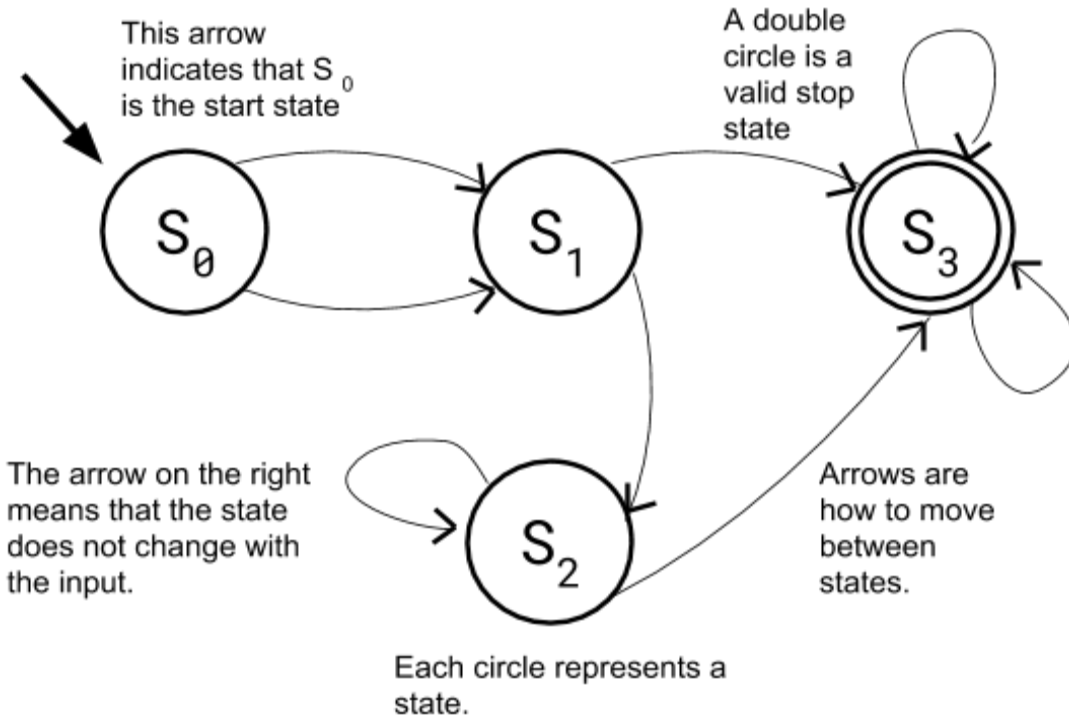 This arrow
indicates that S0
is the start state
A double
circle is a
valid stop
state
S0
S1
S3
The arrow on the right
means that the state
does not change with
the input.
S2
Arrows are
how to move
between
states.
Each circle represents a
state.